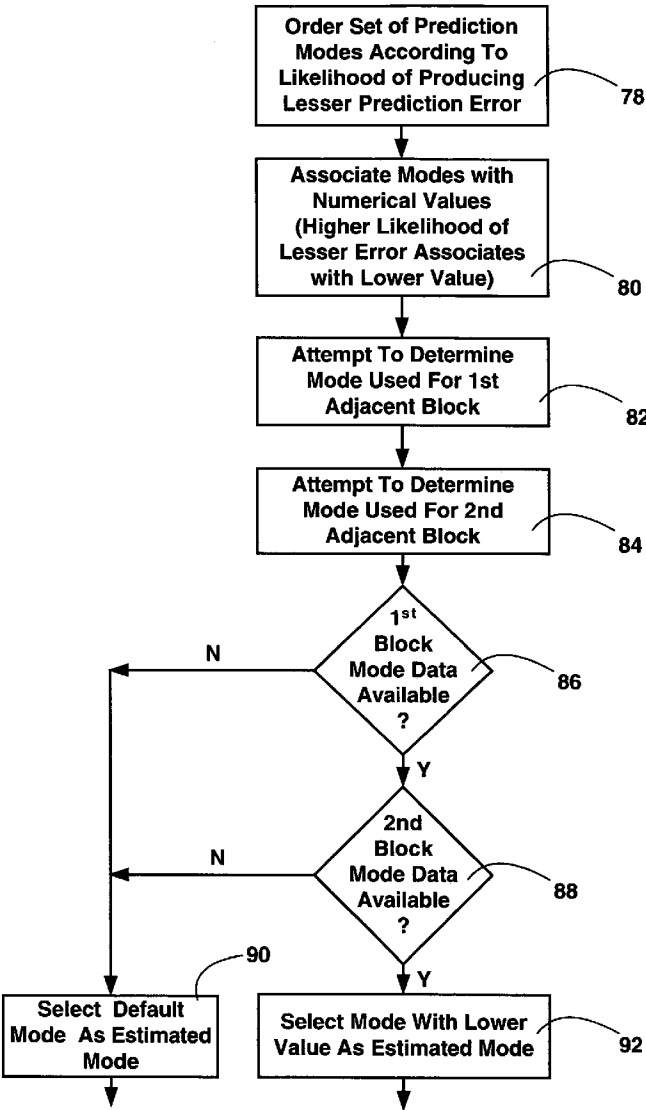 Order Set of Prediction
Modes According To
Likelihood of Producing
Lesser Prediction Error
78
Associate Modes with
Numerical Values
(Higher Likelihood of
Lesser Error Associates
with Lower Value)
80
Attempt To Determine
Mode Used For 1st
Adjacent Block
82
Attempt To Determine
Mode Used For 2nd
Adjacent Block
84
1st
Block
Mode Data
Available
?
86
N
Y
2nd
Block
Mode Data
Available
?
88
N
Y
90
Select Default
Mode As Estimated
Mode
Select Mode With Lower
Value As Estimated Mode
92